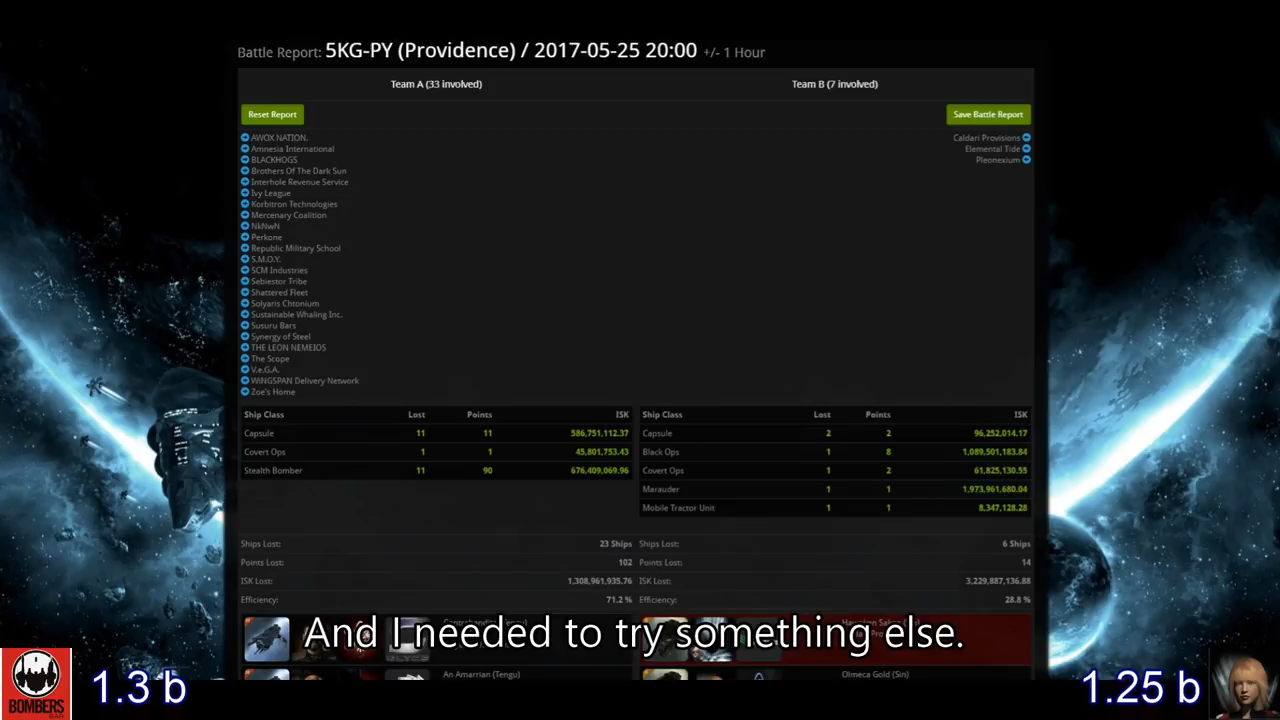 Battle Report: 5KG-PY (Providence) / 2017-05-25 20:00 +/- 1 Hour
Team A (33 involved) Team B (7 involved)
Reset Report Save Battle Report
AWOX NATION. Caldari Provisions
Amnesia International Elemental Tide
BLACKHOGS Pleonexium
Brothers Of The Dark Sun
Interhole Revenue Service
Ivy League
Korbitron Technologies
Mercenary Coalition
NkNwN
Perkone
Republic Military School
S.M.O.Y.
SCM Industries
Sebiestor Tribe
Shattered Fleet
Solyaris Chtonium
Sustainable Whaling Inc.
Susuru Bars
Synergy of Steel
THE LEON NEMEIOS
The Scope
V.e.G.A.
WiNGSPAN Delivery Network
Zoe's Home
Ship Class Lost Points ISK Ship Class Lost Points ISK
Capsule 11 11 586,751,112.37 Capsule 2 2 96,252,014.17
Covert Ops 1 1 45,801,753.43 Black Ops 1 8 1,089,501,183.84
Stealth Bomber 11 90 676,409,069.96 Covert Ops 1 2 61,825,130.55
Marauder 1 1 1,973,961,680.04
Mobile Tractor Unit 1 1 8,347,128.28
Ships Lost: 23 Ships Ships Lost: 6 Ships
Points Lost: 102 Points Lost: 14
ISK Lost: 1,308,961,935.76 ISK Lost: 3,229,887,136.88
Efficiency: 71.2 % Efficiency: 28.8 %
And I needed to try something else.
An Amarrian (Tengu) Olmeca Gold (Sin)
1.3 b 1.25 b
BOMBERS
BAR